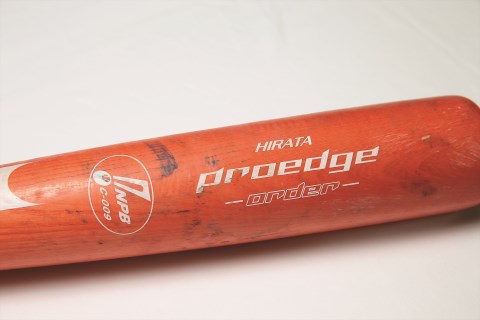 HIRATA
proedge
order
NPB
C-009